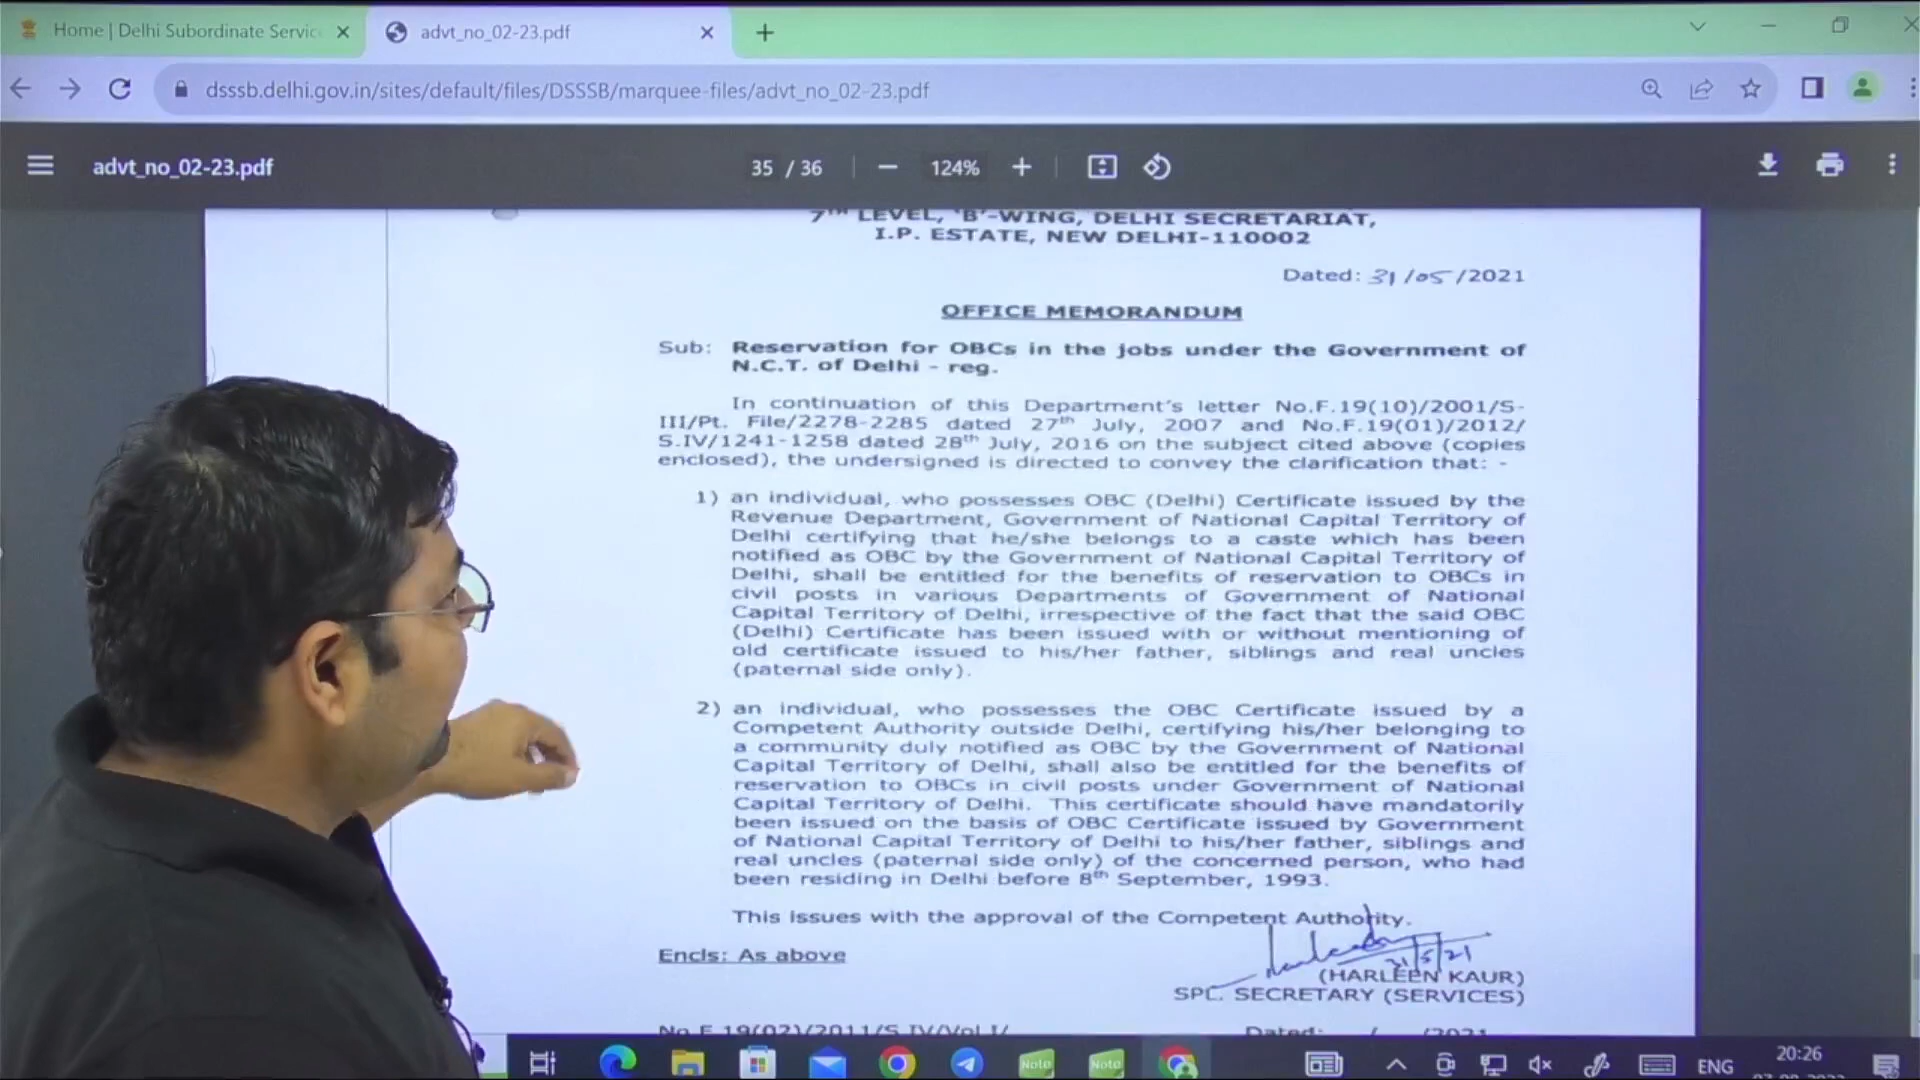 Home | Delhi Subordinate Servic
advt_no_02-23.pdf
dsssb.delhi.gov.in/sites/default/files/DSSSB/marquee-files/advt_no_02-23.pdf
advt_no_02-23.pdf
35 / 36
124%
7TH LEVEL, 'B'-WING, DELHI SECRETARIAT,
I.P. ESTATE, NEW DELHI-110002
Dated: 31/05/2021
OFFICE MEMORANDUM
Sub: Reservation for OBCs in the jobs under the Government of
N.C.T. of Delhi - reg.
In continuation of this Department's letter No.F.19(10)/2001/S-
III/Pt. File/2278-2285 dated 27th July, 2007 and No.F.19(01)/2012/
S.IV/1241-1258 dated 28th July, 2016 on the subject cited above (copies
enclosed), the undersigned is directed to convey the clarification that: -
1) an individual, who possesses OBC (Delhi) Certificate issued by the
Revenue Department, Government of National Capital Territory of
Delhi certifying that he/she belongs to a caste which has been
notified as OBC by the Government of National Capital Territory of
Delhi, shall be entitled for the benefits of reservation to OBCs in
civil posts in various Departments of Government of National
Capital Territory of Delhi, irrespective of the fact that the said OBC
(Delhi) Certificate has been issued with or without mentioning of
old certificate issued to his/her father, siblings and real uncles
(paternal side only).
2) an individual, who possesses the OBC Certificate issued by a
Competent Authority outside Delhi, certifying his/her belonging to
a community duly notified as OBC by the Government of National
Capital Territory of Delhi, shall also be entitled for the benefits of
reservation to OBCs in civil posts under Government of National
Capital Territory of Delhi. This certificate should have mandatorily
been issued on the basis of OBC Certificate issued by Government
of National Capital Territory of Delhi to his/her father, siblings and
real uncles (paternal side only) of the concerned person, who had
been residing in Delhi before 8th September, 1993.
This issues with the approval of the Competent Authority.
Encls: As above
31/5/21
(HARLEEN KAUR)
SPL. SECRETARY (SERVICES)
No.F.19(02)/2011/S.IV/Vol.I/
Dated: / /2021
Note
Note
ENG
20:26